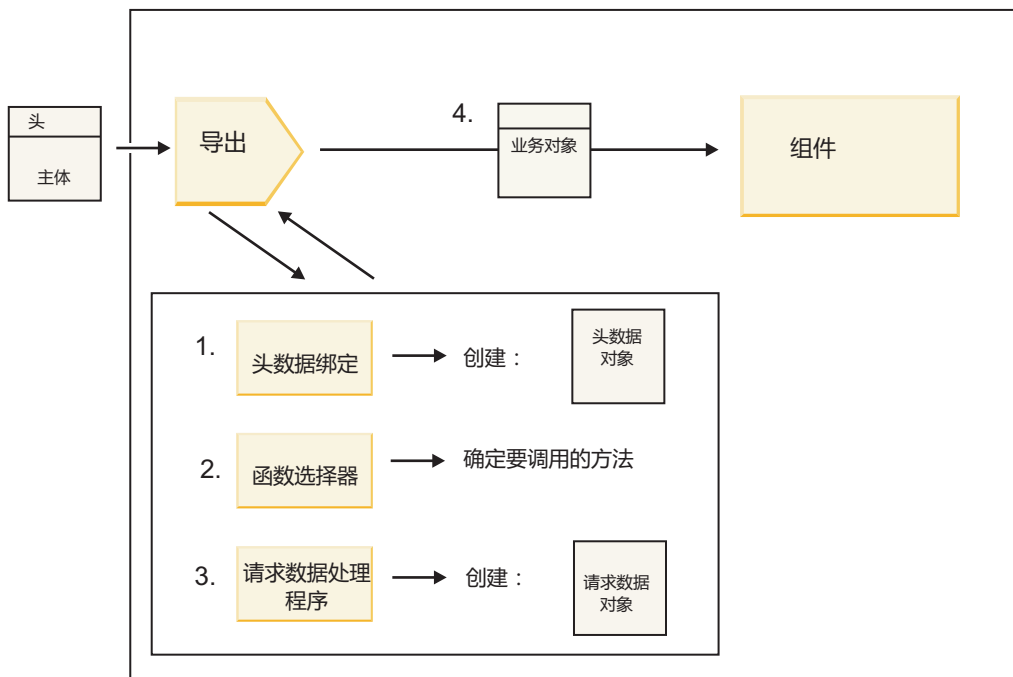 头
主体
导出
4.
业务对象
组件
1.
头数据绑定
创建：
头数据
对象
2.
函数选择器
确定要调用的方法
3.
请求数据处理
程序
创建：
请求数据
对象